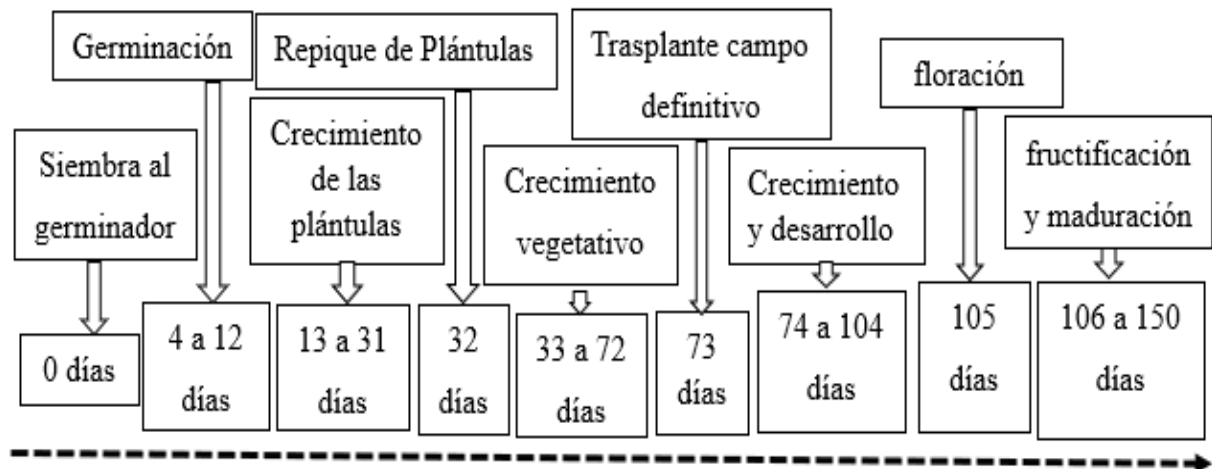 Siembra al
germinador
0 días
Germinación
4 a 12
días
Crecimiento
de las
plántulas
13 a 31
días
Repique de Plántulas
32
días
Crecimiento
vegetativo
33 a 72
días
Trasplante campo
definitivo
73
días
Crecimiento
y desarrollo
74 a 104
días
floración
105
días
fructificación
y maduración
106 a 150
días